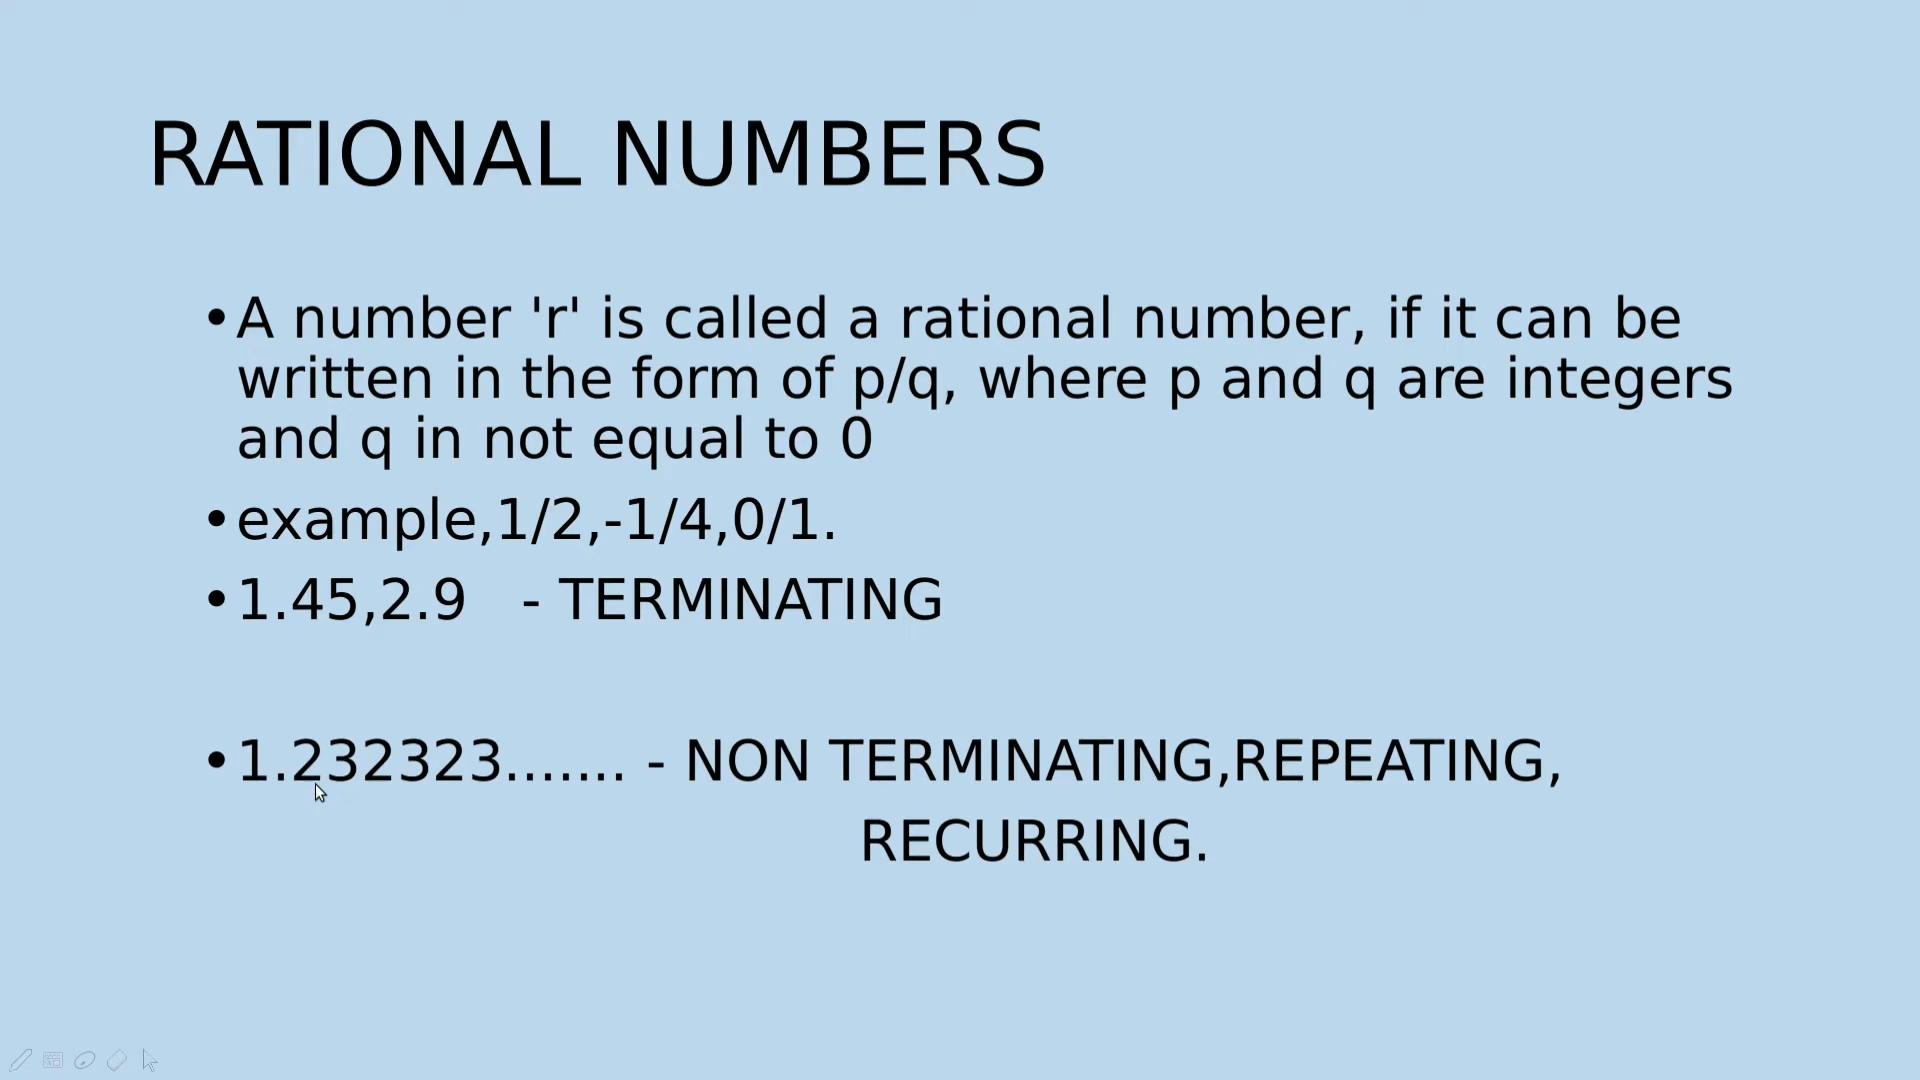 RATIONAL NUMBERS
•A number 'r' is called a rational number, if it can be
written in the form of p/q, where p and q are integers
and q in not equal to 0
•example,1/2,-1/4,0/1.
•1.45,2.9 - TERMINATING
•1.232323....... - NON TERMINATING,REPEATING,
RECURRING.